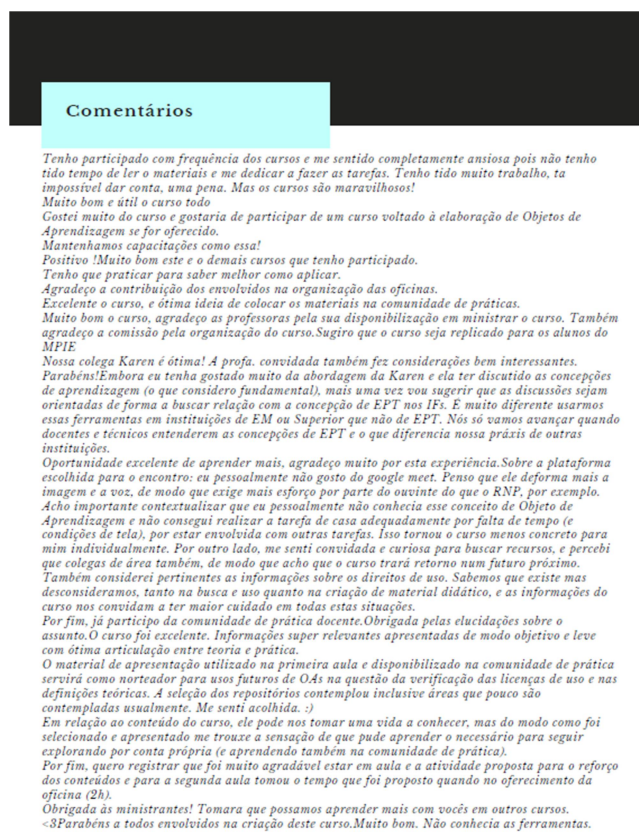 Comentários
Tenho participado com frequência dos cursos e me sentido completamente ansiosa pois não tenho
tido tempo de ler o materiais e me dedicar a fazer as tarefas. Tenho tido muito trabalho, ta
impossível dar conta, uma pena. Mas os cursos são maravilhosos!
Muito bom e útil o curso todo
Gostei muito do curso e gostaria de participar de um curso voltado à elaboração de Objetos de
Aprendizagem se for oferecido.
Mantenhamos capacitações como essa!
Positivo !Muito bom este e o demais cursos que tenho participado.
Tenho que praticar para saber melhor como aplicar.
Agradeço a contribuição dos envolvidos na organização das oficinas.
Excelente o curso, e ótima ideia de colocar os materiais na comunidade de práticas.
Muito bom o curso, agradeço as professoras pela sua disponibilização em ministrar o curso. Também
agradeço a comissão pela organização do curso.Sugiro que o curso seja replicado para os alunos do
MPIE
Nossa colega Karen é ótima! A profa. convidada também fez considerações bem interessantes.
Parabéns!Embora eu tenha gostado muito da abordagem da Karen e ela ter discutido as concepções
de aprendizagem (o que considero fundamental), mais uma vez vou sugerir que as discussões sejam
orientadas de forma a buscar relação com a concepção de EPT nos IFs. É muito diferente usarmos
essas ferramentas em instituições de EM ou Superior que não de EPT. Nós só vamos avançar quando
docentes e técnicos entenderem as concepções de EPT e o que diferencia nossa práxis de outras
instituições.
Oportunidade excelente de aprender mais, agradeço muito por esta experiência.Sobre a plataforma
escolhida para o encontro: eu pessoalmente não gosto do google meet. Penso que ele deforma mais a
imagem e a voz, de modo que exige mais esforço por parte do ouvinte do que o RNP, por exemplo.
Acho importante contextualizar que eu pessoalmente não conhecia esse conceito de Objeto de
Aprendizagem e não consegui realizar a tarefa de casa adequadamente por falta de tempo (e
condições de tela), por estar envolvida com outras tarefas. Isso tornou o curso menos concreto para
mim individualmente. Por outro lado, me senti convidada e curiosa para buscar recursos, e percebi
que colegas de área também, de modo que acho que o curso trará retorno num futuro próximo.
Também considerei pertinentes as informações sobre os direitos de uso. Sabemos que existe mas
desconsideramos, tanto na busca e uso quanto na criação de material didático, e as informações do
curso nos convidam a ter maior cuidado em todas estas situações.
Por fim, já participo da comunidade de prática docente.Obrigada pelas elucidações sobre o
assunto.O curso foi excelente. Informações super relevantes apresentadas de modo objetivo e leve
com ótima articulação entre teoria e prática.
O material de apresentação utilizado na primeira aula e disponibilizado na comunidade de prática
servirá como norteador para usos futuros de OAs na questão da verificação das licenças de uso e nas
definições teóricas. A seleção dos repositórios contemplou inclusive áreas que pouco são
contempladas usualmente. Me senti acolhida. :)
Em relação ao conteúdo do curso, ele pode nos tomar uma vida a conhecer, mas do modo como foi
selecionado e apresentado me trouxe a sensação de que pude aprender o necessário para seguir
explorando por conta própria (e aprendendo também na comunidade de prática).
Por fim, quero registrar que foi muito agradável estar em aula e a atividade proposta para o reforço
dos conteúdos e para a segunda aula tomou o tempo que foi proposto quando no oferecimento da
oficina (2h).
Obrigada às ministrantes! Tomara que possamos aprender mais com vocês em outros cursos.
<3Parabéns a todos envolvidos na criação deste curso.Muito bom. Não conhecia as ferramentas.